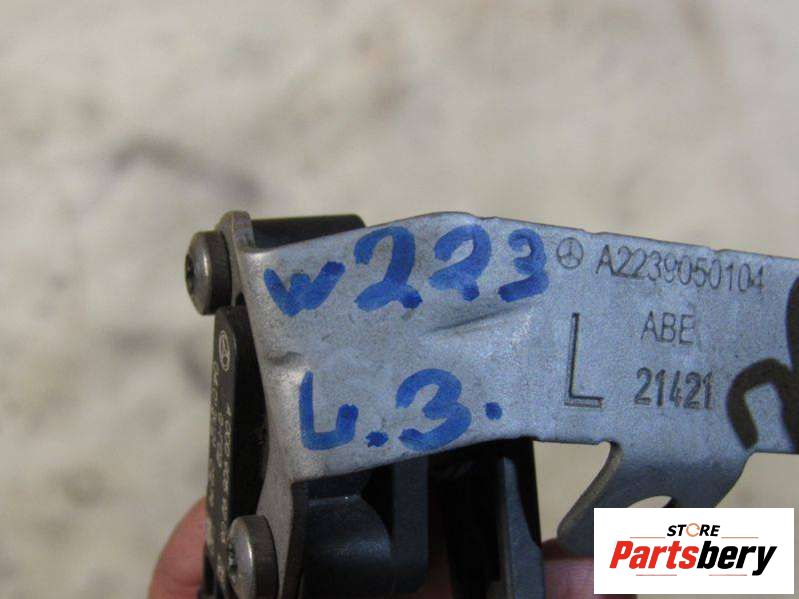 w223
L.3.
A2239050104
ABE
L
21421
STORE
Partsbery